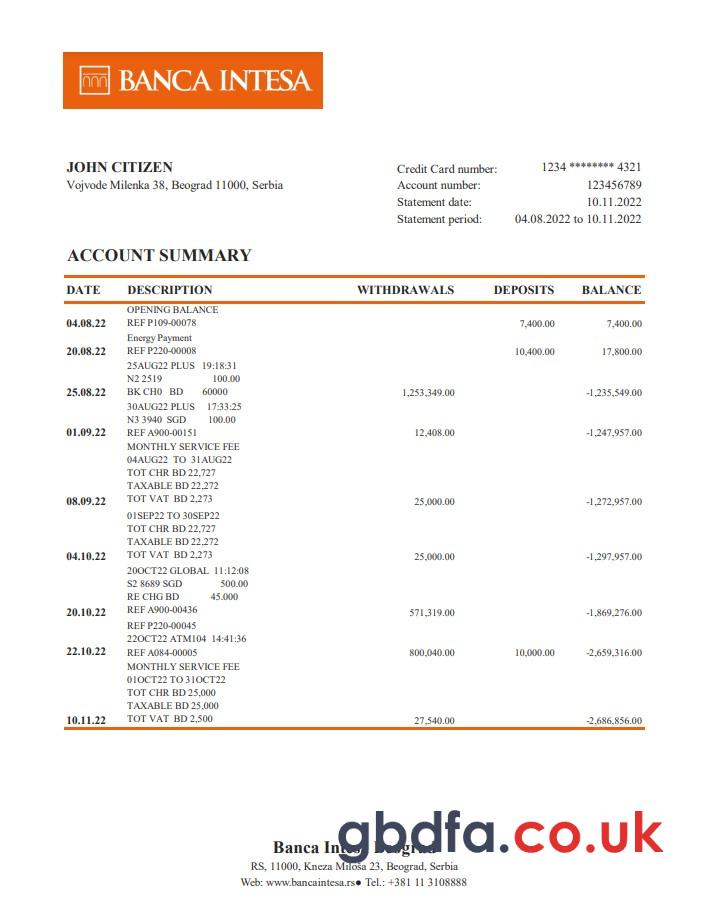 BANCA INTESA
JOHN CITIZEN
Vojvode Milenka 38, Beograd 11000, Serbia
Credit Card number: 1234 ******** 4321
Account number: 123456789
Statement date: 10.11.2022
Statement period: 04.08.2022 to 10.11.2022
ACCOUNT SUMMARY
DATE DESCRIPTION WITHDRAWALS DEPOSITS BALANCE
OPENING BALANCE
04.08.22 REF P109-00078 7,400.00 7,400.00
Energy Payment
20.08.22 REF P220-00008 10,400.00 17,800.00
25AUG22 PLUS 19:18:31
N2 2519 100.00
25.08.22 BK CH0 BD 60000 1,253,349.00 -1,235,549.00
30AUG22 PLUS 17:33:25
N3 3940 SGD 100.00
01.09.22 REF A900-00151 12,408.00 -1,247,957.00
MONTHLY SERVICE FEE
04AUG22 TO 31AUG22
TOT CHR BD 22,727
TAXABLE BD 22,272
08.09.22 TOT VAT BD 2,273 25,000.00 -1,272,957.00
01SEP22 TO 30SEP22
TOT CHR BD 22,727
TAXABLE BD 22,272
04.10.22 TOT VAT BD 2,273 25,000.00 -1,297,957.00
20OCT22 GLOBAL 11:12:08
S2 8689 SGD 500.00
RE CHG BD 45.000
20.10.22 REF A900-00436 571,319.00 -1,869,276.00
REF P220-00045
22OCT22 ATM104 14:41:36
22.10.22 REF A084-00005 800,040.00 10,000.00 -2,659,316.00
MONTHLY SERVICE FEE
01OCT22 TO 31OCT22
TOT CHR BD 25,000
TAXABLE BD 25,000
10.11.22 TOT VAT BD 2,500 27,540.00 -2,686,856.00
gbdfa.co.uk
Banca Intesa Beograd
RS, 11000, Kneza Miloša 23, Beograd, Serbia
Web: www.bancaintesa.rs● Tel.: +381 11 3108888